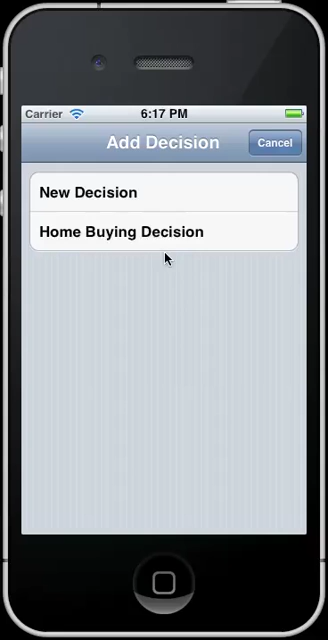 Carrier 6:17 PM
Add Decision Cancel
New Decision
Home Buying Decision